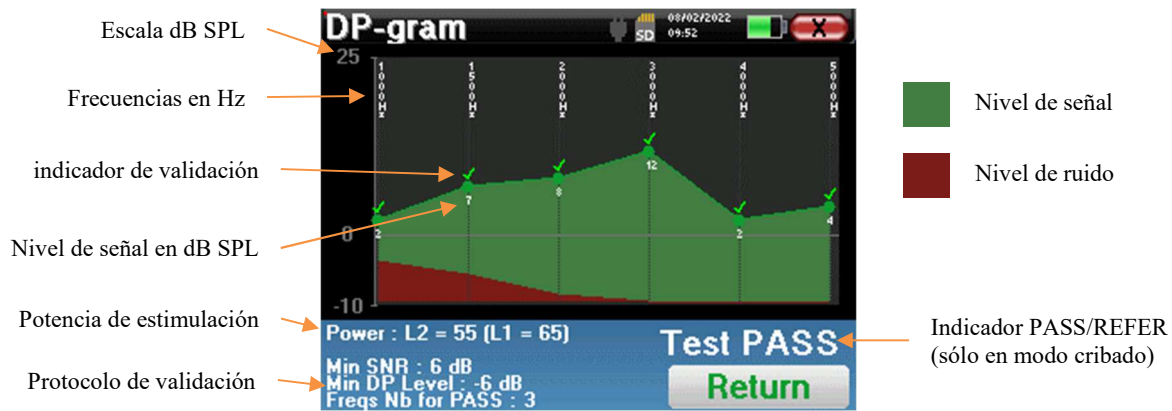 Escala dB SPL
Frecuencias en Hz
indicador de validación
Nivel de señal en dB SPL
Potencia de estimulación
Protocolo de validación
DP-gram
SD
08/02/2022
09:52
X
25
1000Hz
1500Hz
2000Hz
3000Hz
4000Hz
5000Hz
2
7
8
12
2
4
0
-10
Power : L2 = 55 (L1 = 65)
Min SNR : 6 dB
Min DP Level : -6 dB
Freqs Nb for PASS : 3
Test PASS
Return
Nivel de señal
Nivel de ruido
Indicador PASS/REFER
(sólo en modo cribado)